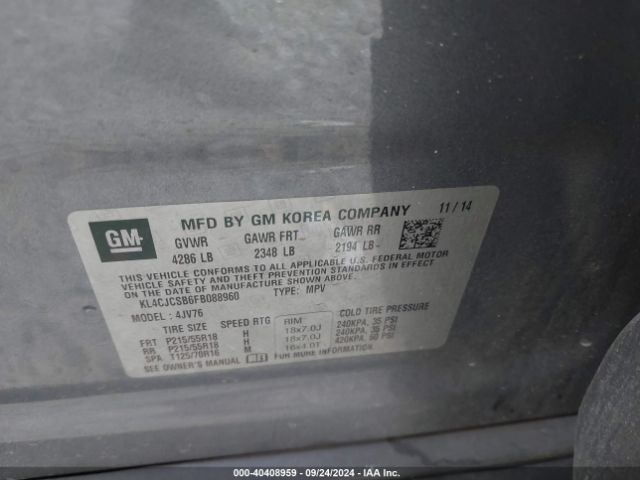 GM
MFD BY GM KOREA COMPANY 11/14
GVWR GAWR FRT GAWR RR
4286 LB 2348 LB 2194 LB
THIS VEHICLE CONFORMS TO ALL APPLICABLE U.S. FEDERAL MOTOR
VEHICLE SAFETY, BUMPER, AND THEFT PREVENTION STANDARDS IN EFFECT
ON THE DATE OF MANUFACTURE SHOWN ABOVE.
KL4CJCSB6FB088960 TYPE: MPV
MODEL: 4JV76
TIRE SIZE SPEED RTG RIM COLD TIRE PRESSURE
FRT P215/55R18 H 18x7.0J 240KPA, 35 PSI
RR P215/55R18 H 18x7.0J 240KPA, 35 PSI
SPA T125/70R16 M 16x4.0T 420KPA, 60 PSI
SEE OWNER'S MANUAL FOR MORE INFORMATION.
000-40408959 - 09/24/2024 - IAA